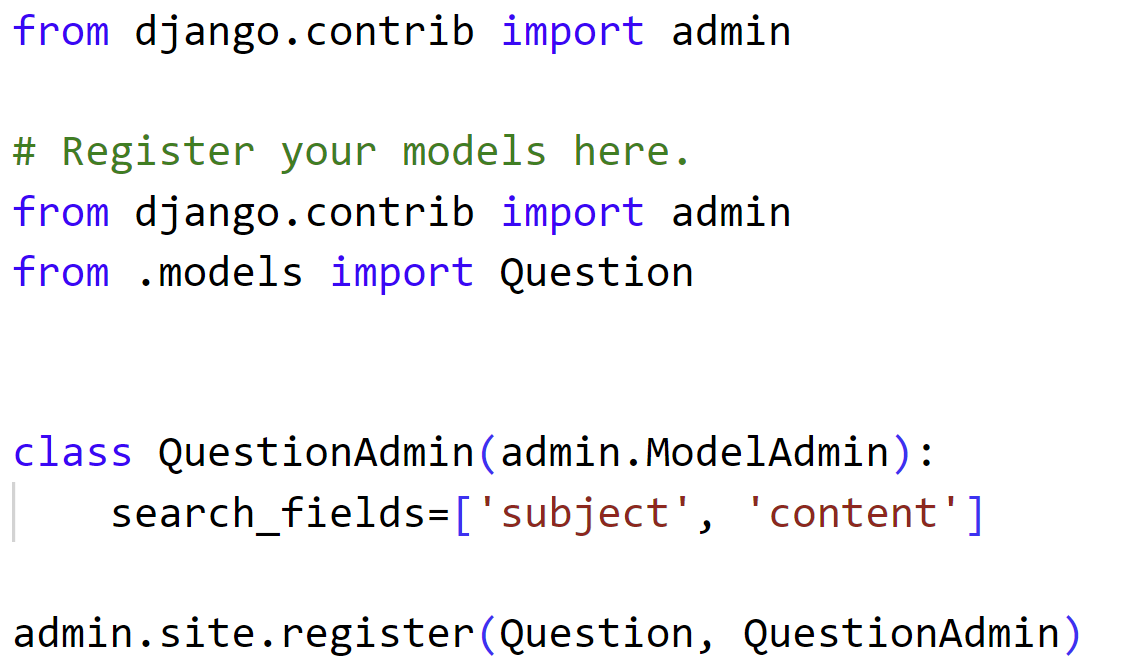 from django.contrib import admin
# Register your models here.
from django.contrib import admin
from .models import Question
class QuestionAdmin(admin.ModelAdmin):
    search_fields=['subject', 'content']
admin.site.register(Question, QuestionAdmin)